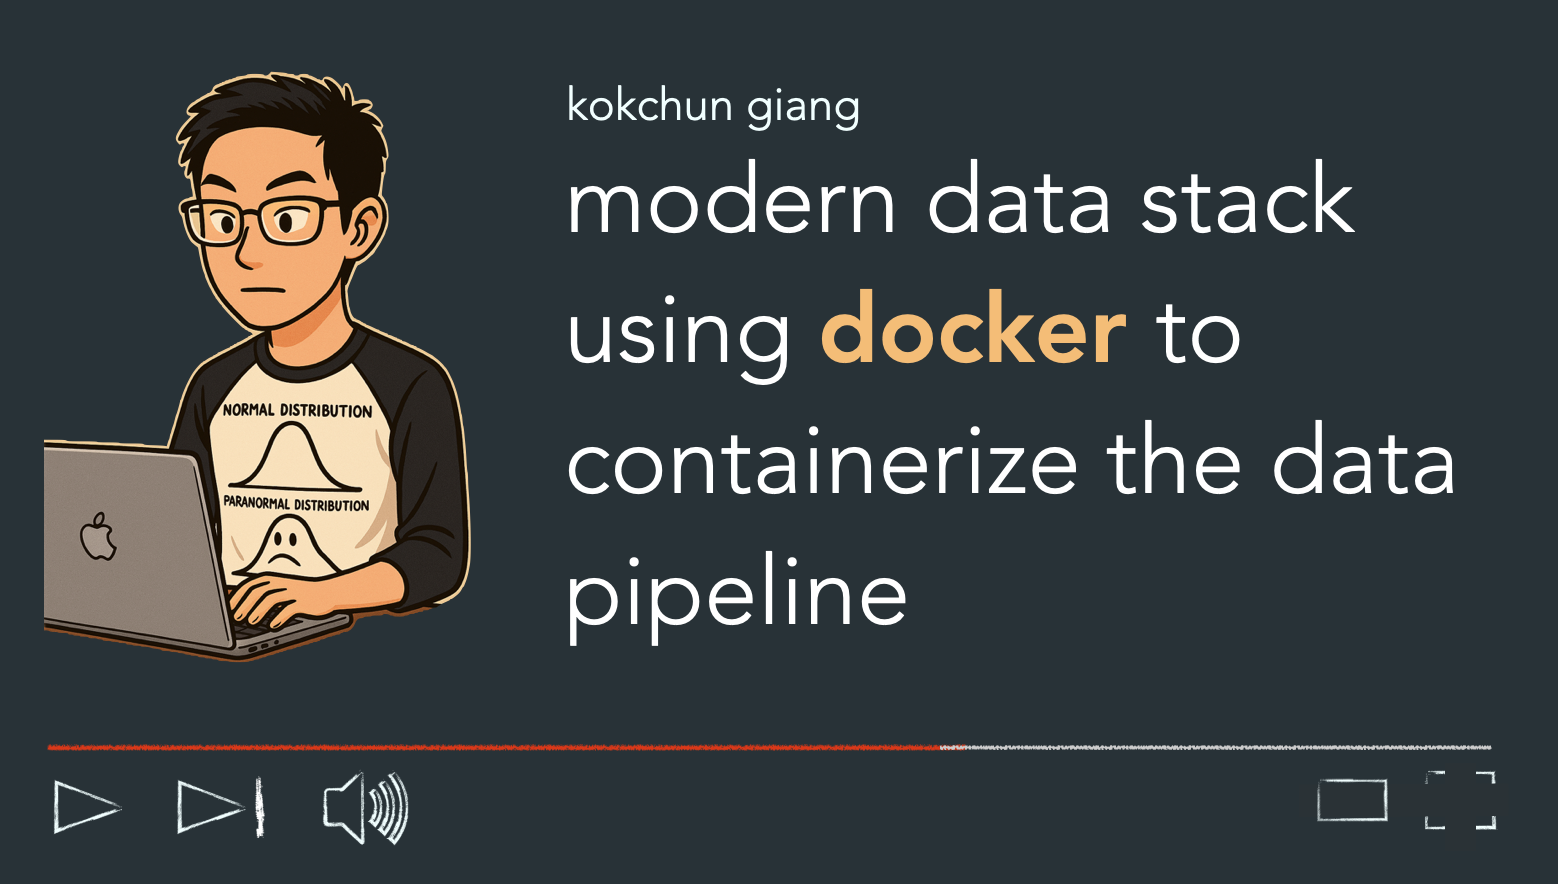 kokchun giang
modern data stack
using docker to
containerize the data
pipeline
NORMAL DISTRIBUTION
PARANORMAL DISTRIBUTION